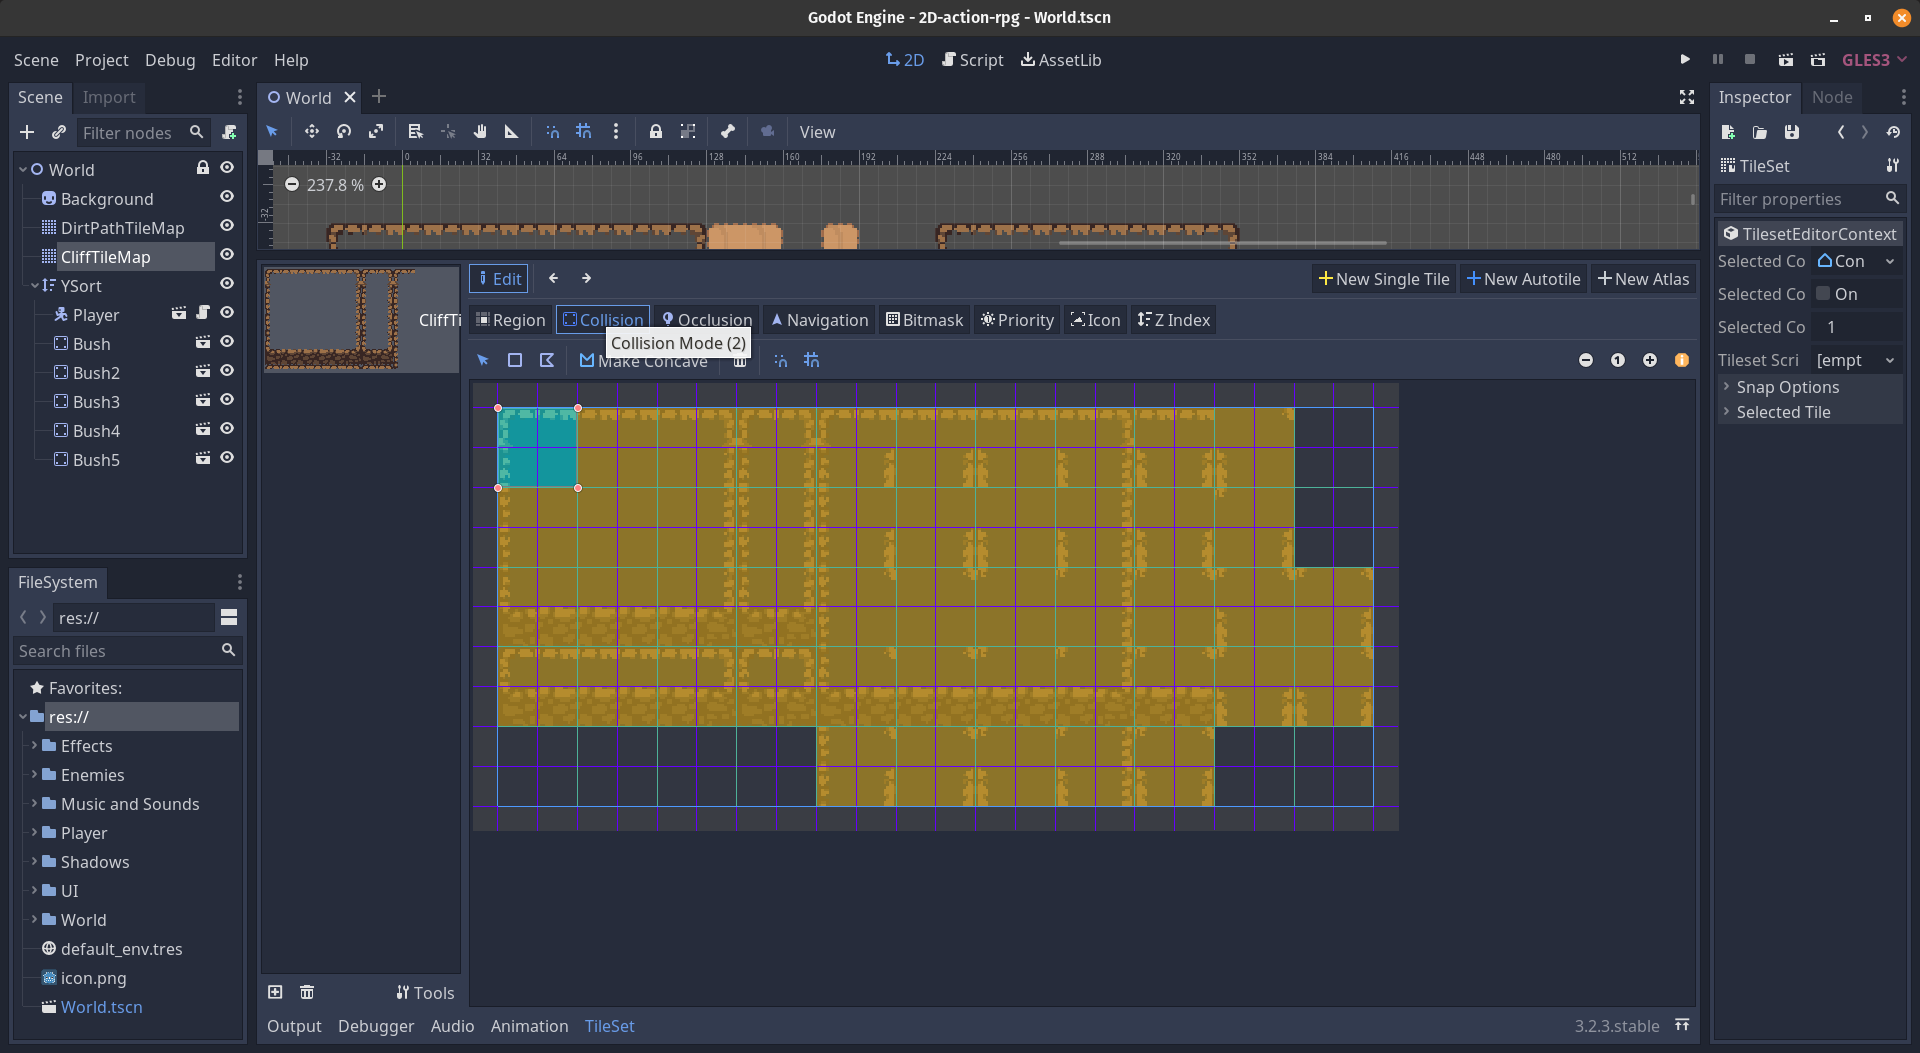 Godot Engine - 2D-action-rpg - World.tscn
Scene Project Debug Editor Help
2D Script AssetLib
GLES3
Scene Import
Filter nodes
World
Background
DirtPathTileMap
CliffTileMap
YSort
Player
Bush
Bush2
Bush3
Bush4
Bush5
FileSystem
res://
Search files
Favorites:
res://
Effects
Enemies
Music and Sounds
Player
Shadows
UI
World
default_env.tres
icon.png
World.tscn
World
View
-32 0 32 64 96 128 160 192 224 256 288 320 352 384 416 448 480 512
-32
237.8 %
CliffTi
Edit
New Single Tile New Autotile New Atlas
Region Collision Occlusion Navigation Bitmask Priority Icon Z Index
Collision Mode (2)
Make Concave
1
Tools
Output Debugger Audio Animation TileSet
3.2.3.stable
Inspector Node
TileSet
Filter properties
TilesetEditorContext
Selected Co Con
Selected Co On
Selected Co 1
Tileset Scri [empt
Snap Options
Selected Tile